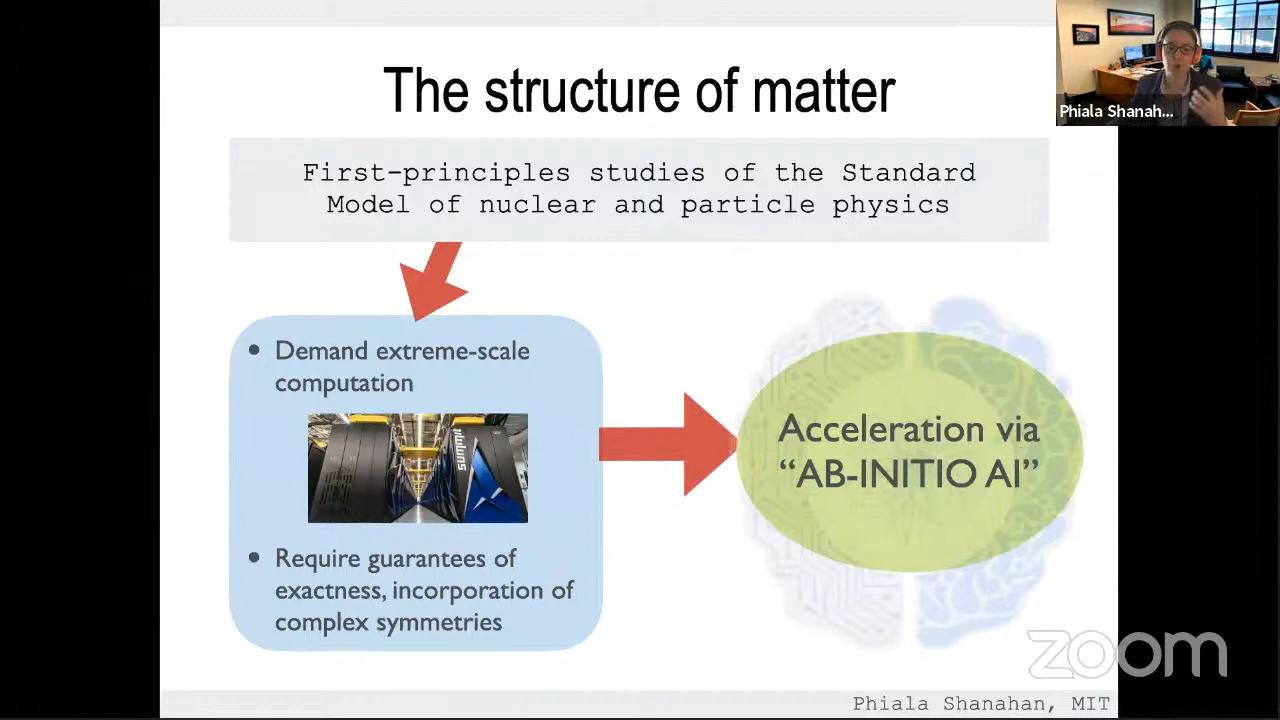 The structure of matter
Phiala Shanah...
First-principles studies of the Standard
Model of nuclear and particle physics
• Demand extreme-scale
computation
SUMMIT
• Require guarantees of
exactness, incorporation of
complex symmetries
Acceleration via
“AB-INITIO AI”
zoom
Phiala Shanahan, MIT